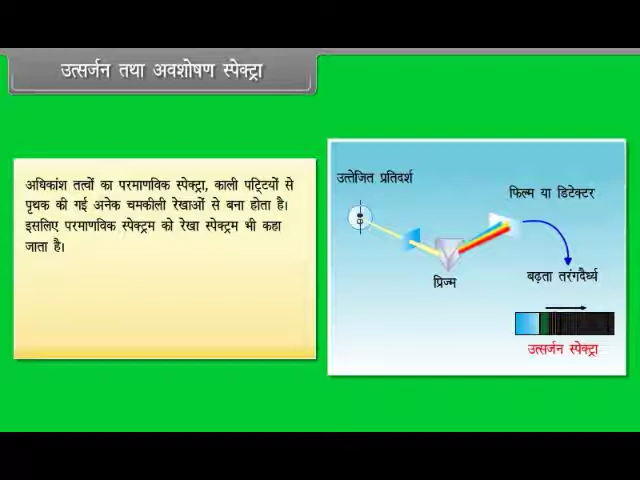 उत्सर्जन तथा अवशोषण स्पेक्ट्रा
अधिकांश तत्वों का परमाणविक स्पेक्ट्रा, काली पट्टियों से
पृथक की गई अनेक चमकीली रेखाओं से बना होता है।
इसलिए परमाणविक स्पेक्ट्रम को रेखा स्पेक्ट्रम भी कहा
जाता है।
उत्तेजित प्रतिदर्श
फिल्म या डिटेक्टर
प्रिज्म
बढ़ता तरंगदैर्ध्य
उत्सर्जन स्पेक्ट्रा